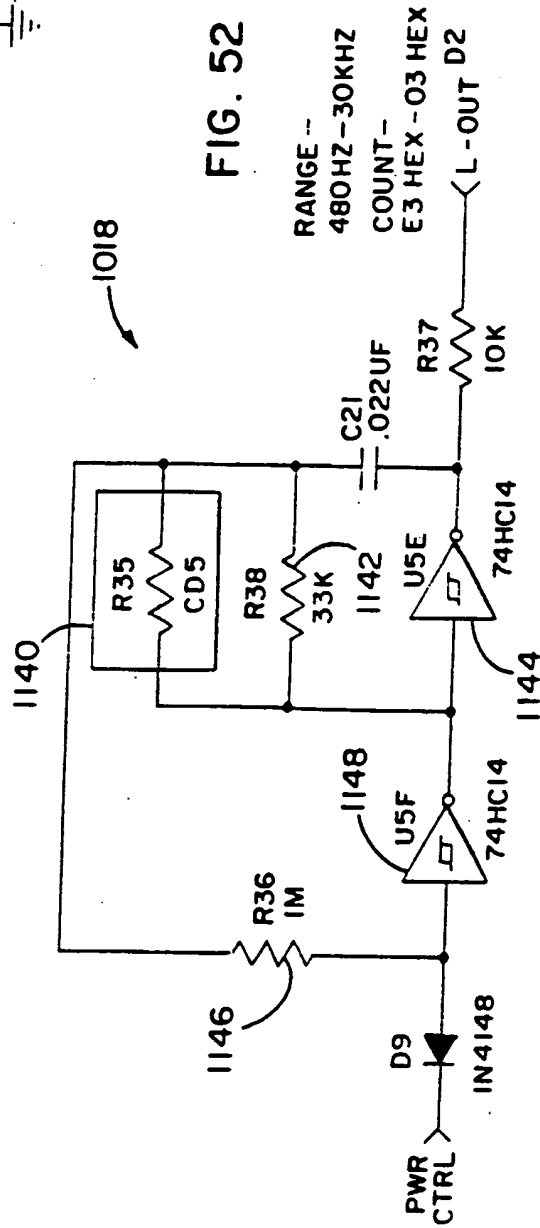 FIG. 52
1018
RANGE--
480HZ-30KHZ
COUNT-
E3 HEX-03 HEX
1140
R35
CD5
R38
33K
1142
C21
.022UF
R36
1M
1146
1148
U5F
74HC14
U5E
74HC14
1144
R37
10K
L-OUT D2
PWR
CTRL
D9
IN4148